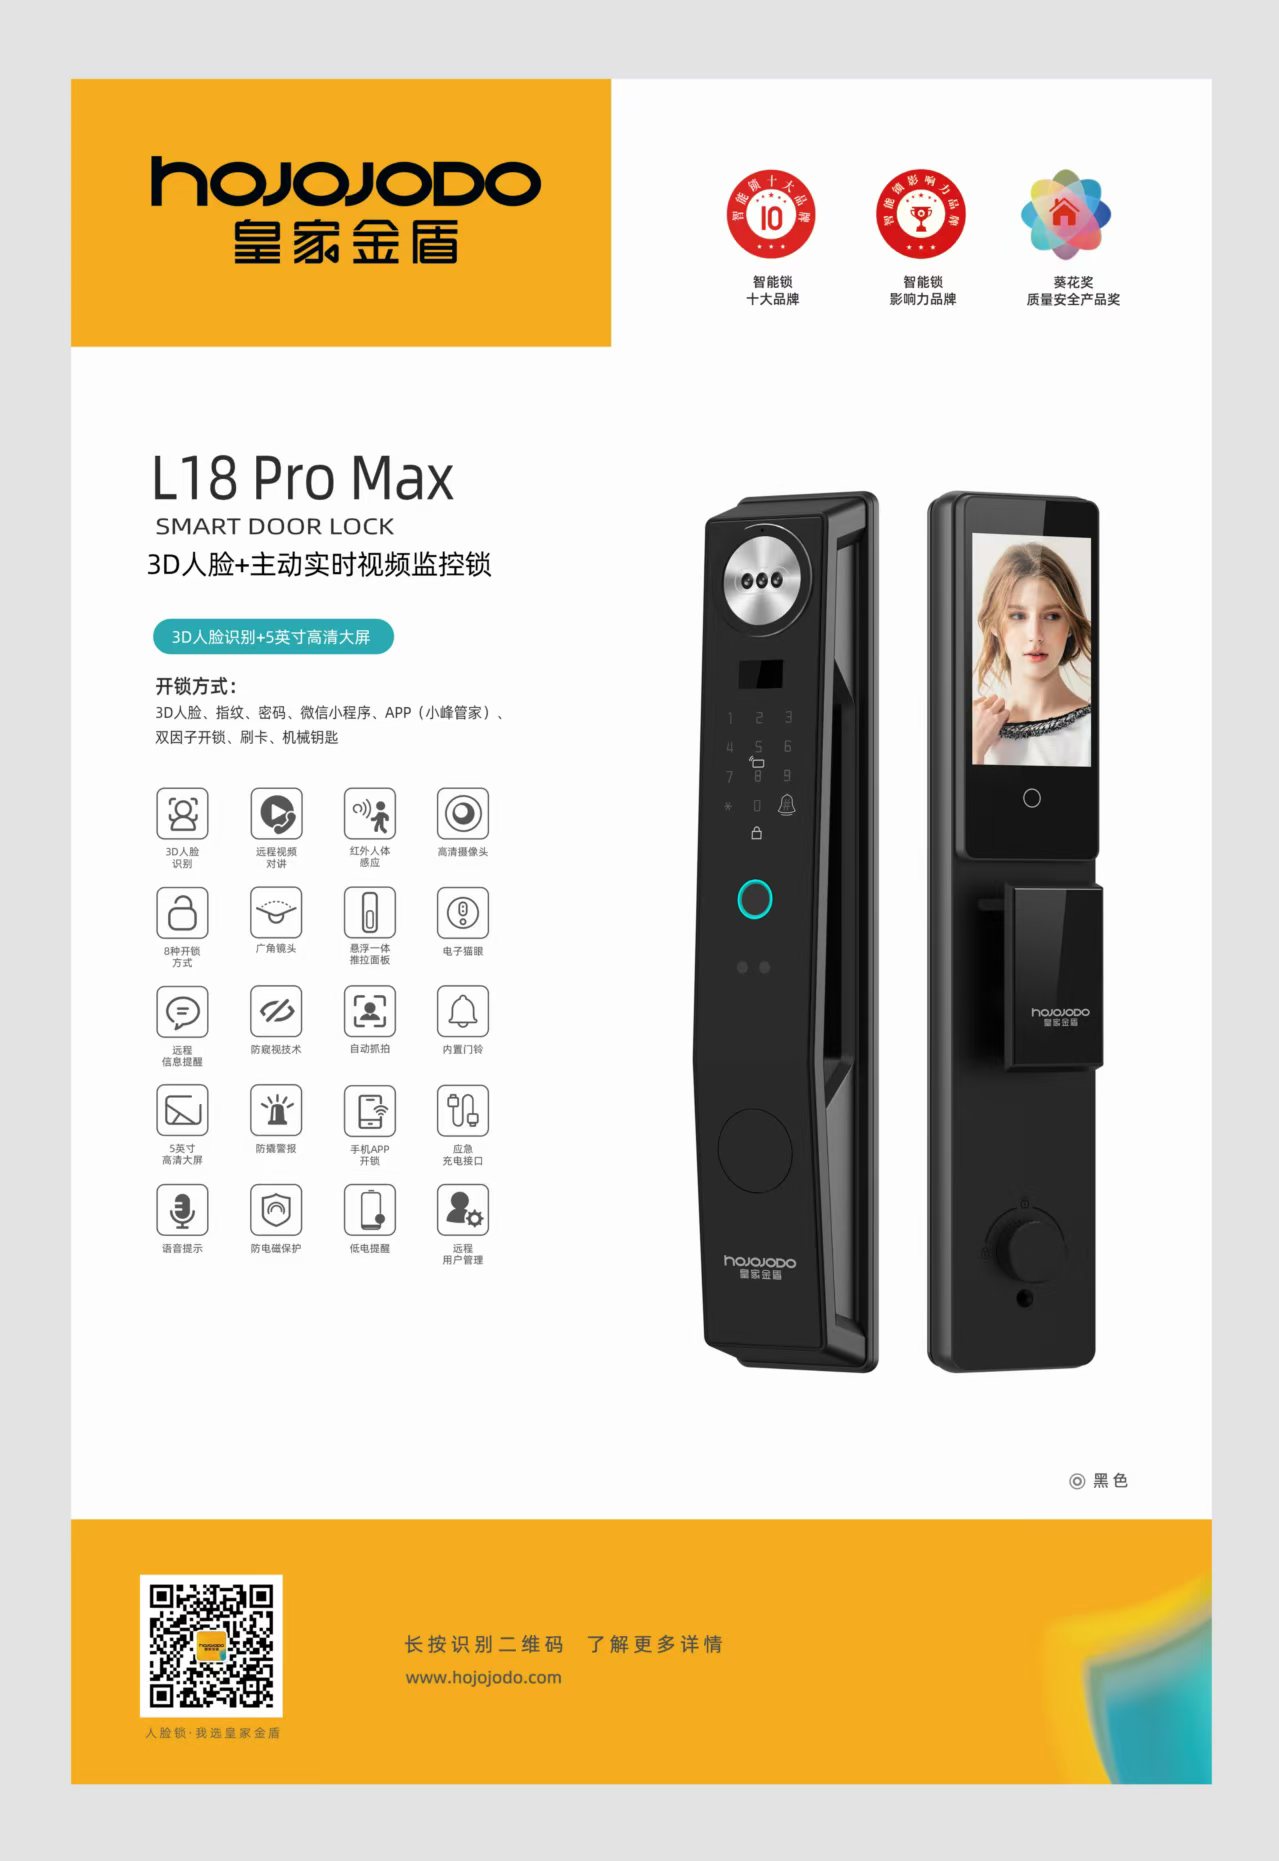 hojojodo
皇家金盾
智能锁十大品牌
10
智能锁影响力品牌
智能锁
十大品牌
智能锁
影响力品牌
葵花奖
质量安全产品奖
L18 Pro Max
SMART DOOR LOCK
3D人脸+主动实时视频监控锁
3D人脸识别+5英寸高清大屏
开锁方式：
3D人脸、指纹、密码、微信小程序、APP（小峰管家）、
双因子开锁、刷卡、机械钥匙
3D人脸
识别
远程视频
对讲
红外人体
感应
高清摄像头
8种开锁
方式
广角镜头
悬浮一体
推拉面板
电子猫眼
远程
信息提醒
防窥视技术
自动抓拍
内置门铃
5英寸
高清大屏
防撬警报
手机APP
开锁
应急
充电接口
语音提示
防电磁保护
低电提醒
远程
用户管理
1 2 3
4 5 6
7 8 9
* 0 #
hojojodo
皇家金盾
hojojodo
皇家金盾
黑色
hojojodo
皇家金盾
人脸锁·我选皇家金盾
长按识别二维码 了解更多详情
www.hojojodo.com